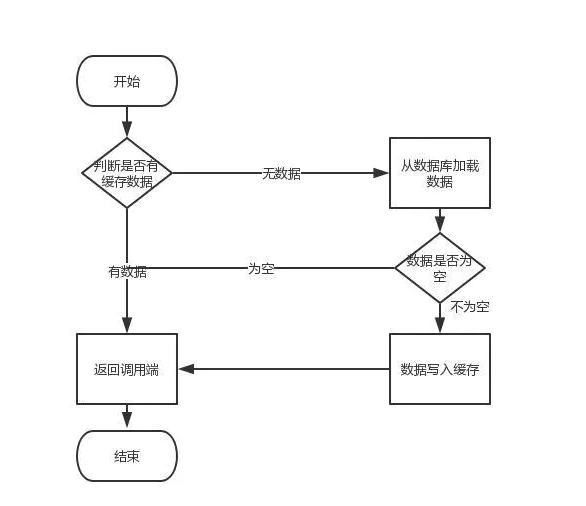 开始
判断是否有
缓存数据
无数据
从数据库加载
数据
有数据
为空
数据是否为
空
不为空
返回调用端
数据写入缓存
结束